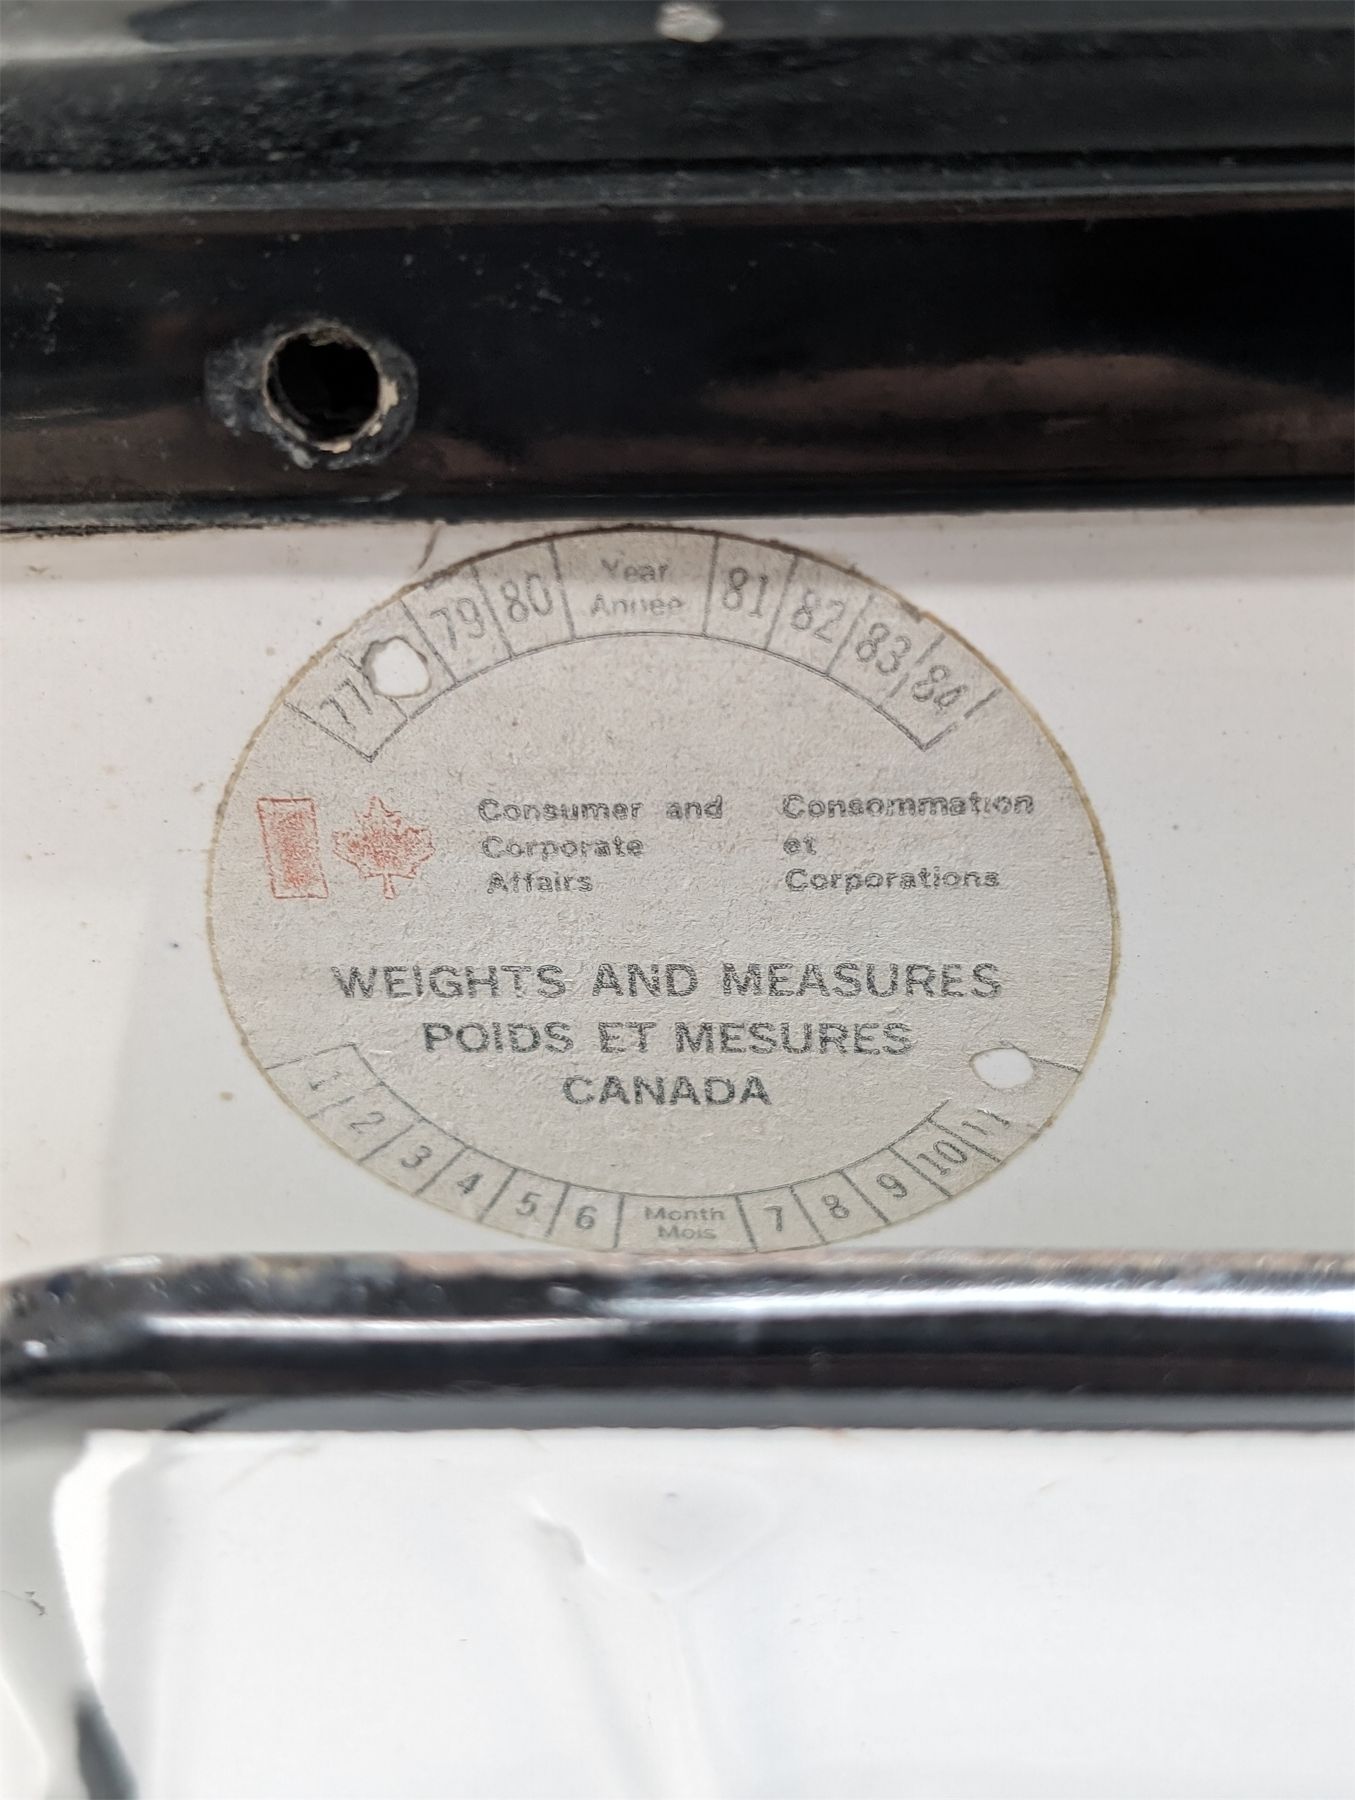 77 79 80 Year 81 82 83 84
Année
Consumer and
Corporate
Affairs
Consommation
et
Corporations
WEIGHTS AND MEASURES
POIDS ET MESURES
CANADA
1 2 3 4 5 6 Month 7 8 9 10 11
Mois